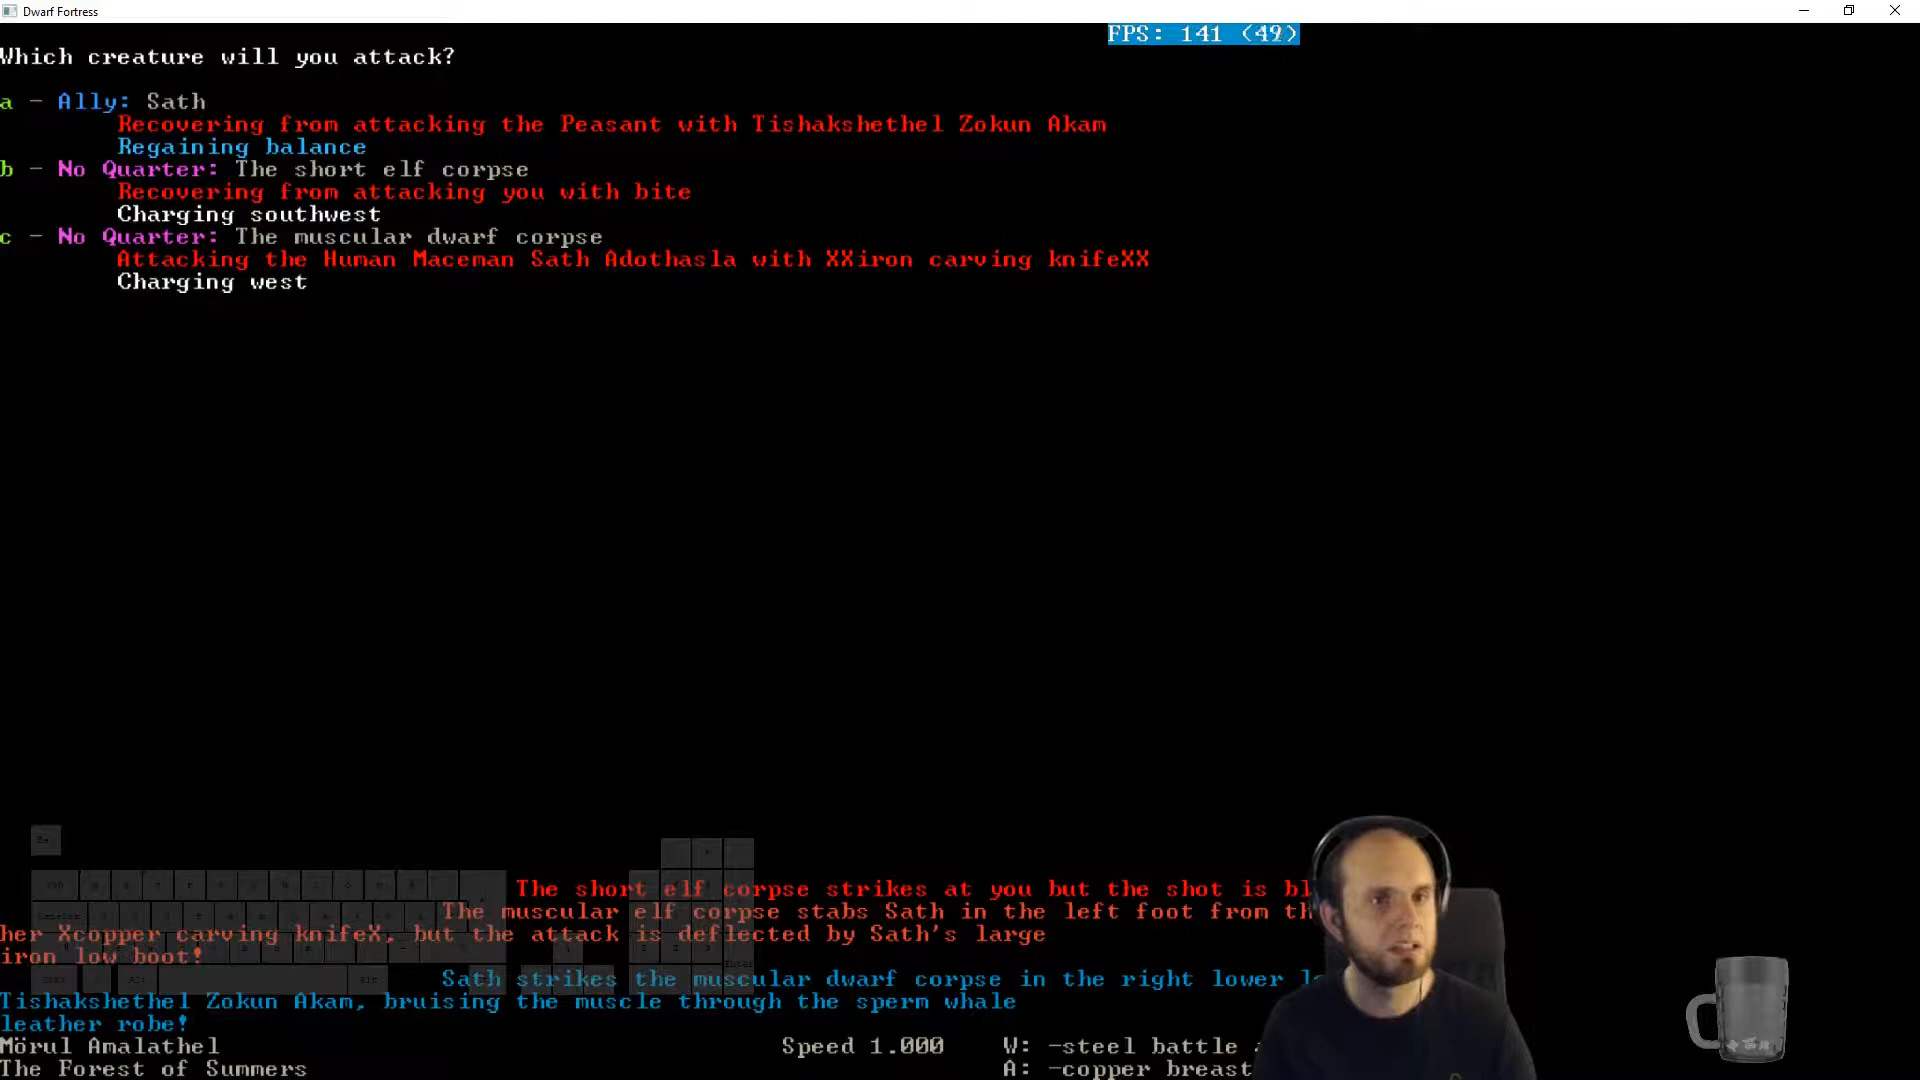 Dwarf Fortress
FPS: 141 (49)
Which creature will you attack?
a - Ally: Sath
Recovering from attacking the Peasant with Tishakshethel Zokun Akam
Regaining balance
b - No Quarter: The short elf corpse
Recovering from attacking you with bite
Charging southwest
c - No Quarter: The muscular dwarf corpse
Attacking the Human Maceman Sath Adothasla with XXiron carving knifeXX
Charging west
The short elf corpse strikes at you but the shot is bl
The muscular elf corpse stabs Sath in the left foot from th
her Xcopper carving knifeX, but the attack is deflected by Sath's large
iron low boot!
Sath strikes the muscular dwarf corpse in the right lower l
Tishakshethel Zokun Akam, bruising the muscle through the sperm whale
leather robe!
Mörul Amalathel Speed 1.000 W: -steel battle
The Forest of Summers A: -copper breast